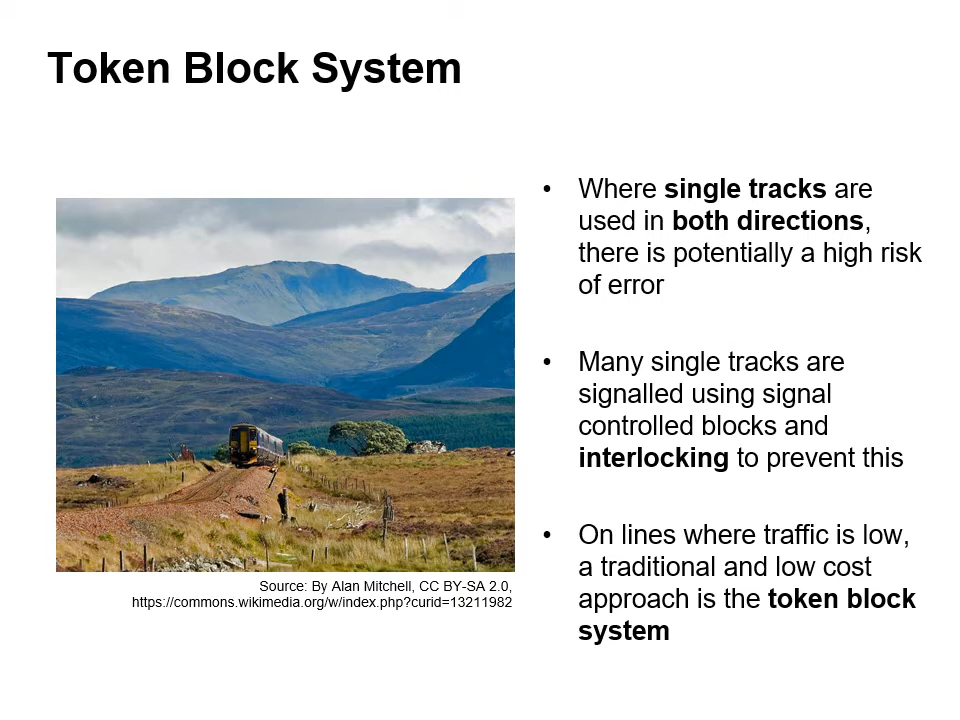 Token Block System
• Where single tracks are
used in both directions,
there is potentially a high risk
of error
• Many single tracks are
signalled using signal
controlled blocks and
interlocking to prevent this
• On lines where traffic is low,
a traditional and low cost
approach is the token block
system
Source: By Alan Mitchell, CC BY-SA 2.0,
https://commons.wikimedia.org/w/index.php?curid=13211982